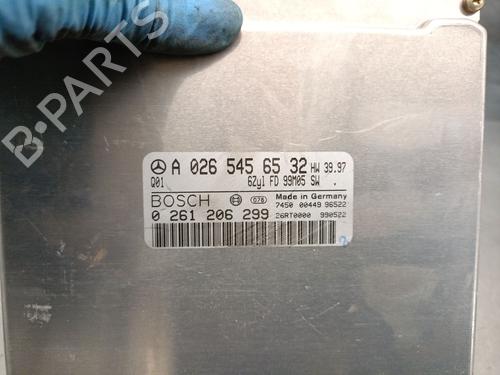 B-PARTS
A 026 545 65 32 HW 39.97
Q01 6Zyl FD 99M05 SW .
BOSCH 078 Made in Germany
7450 00449 96522
0 261 206 299 26RT0000 990522